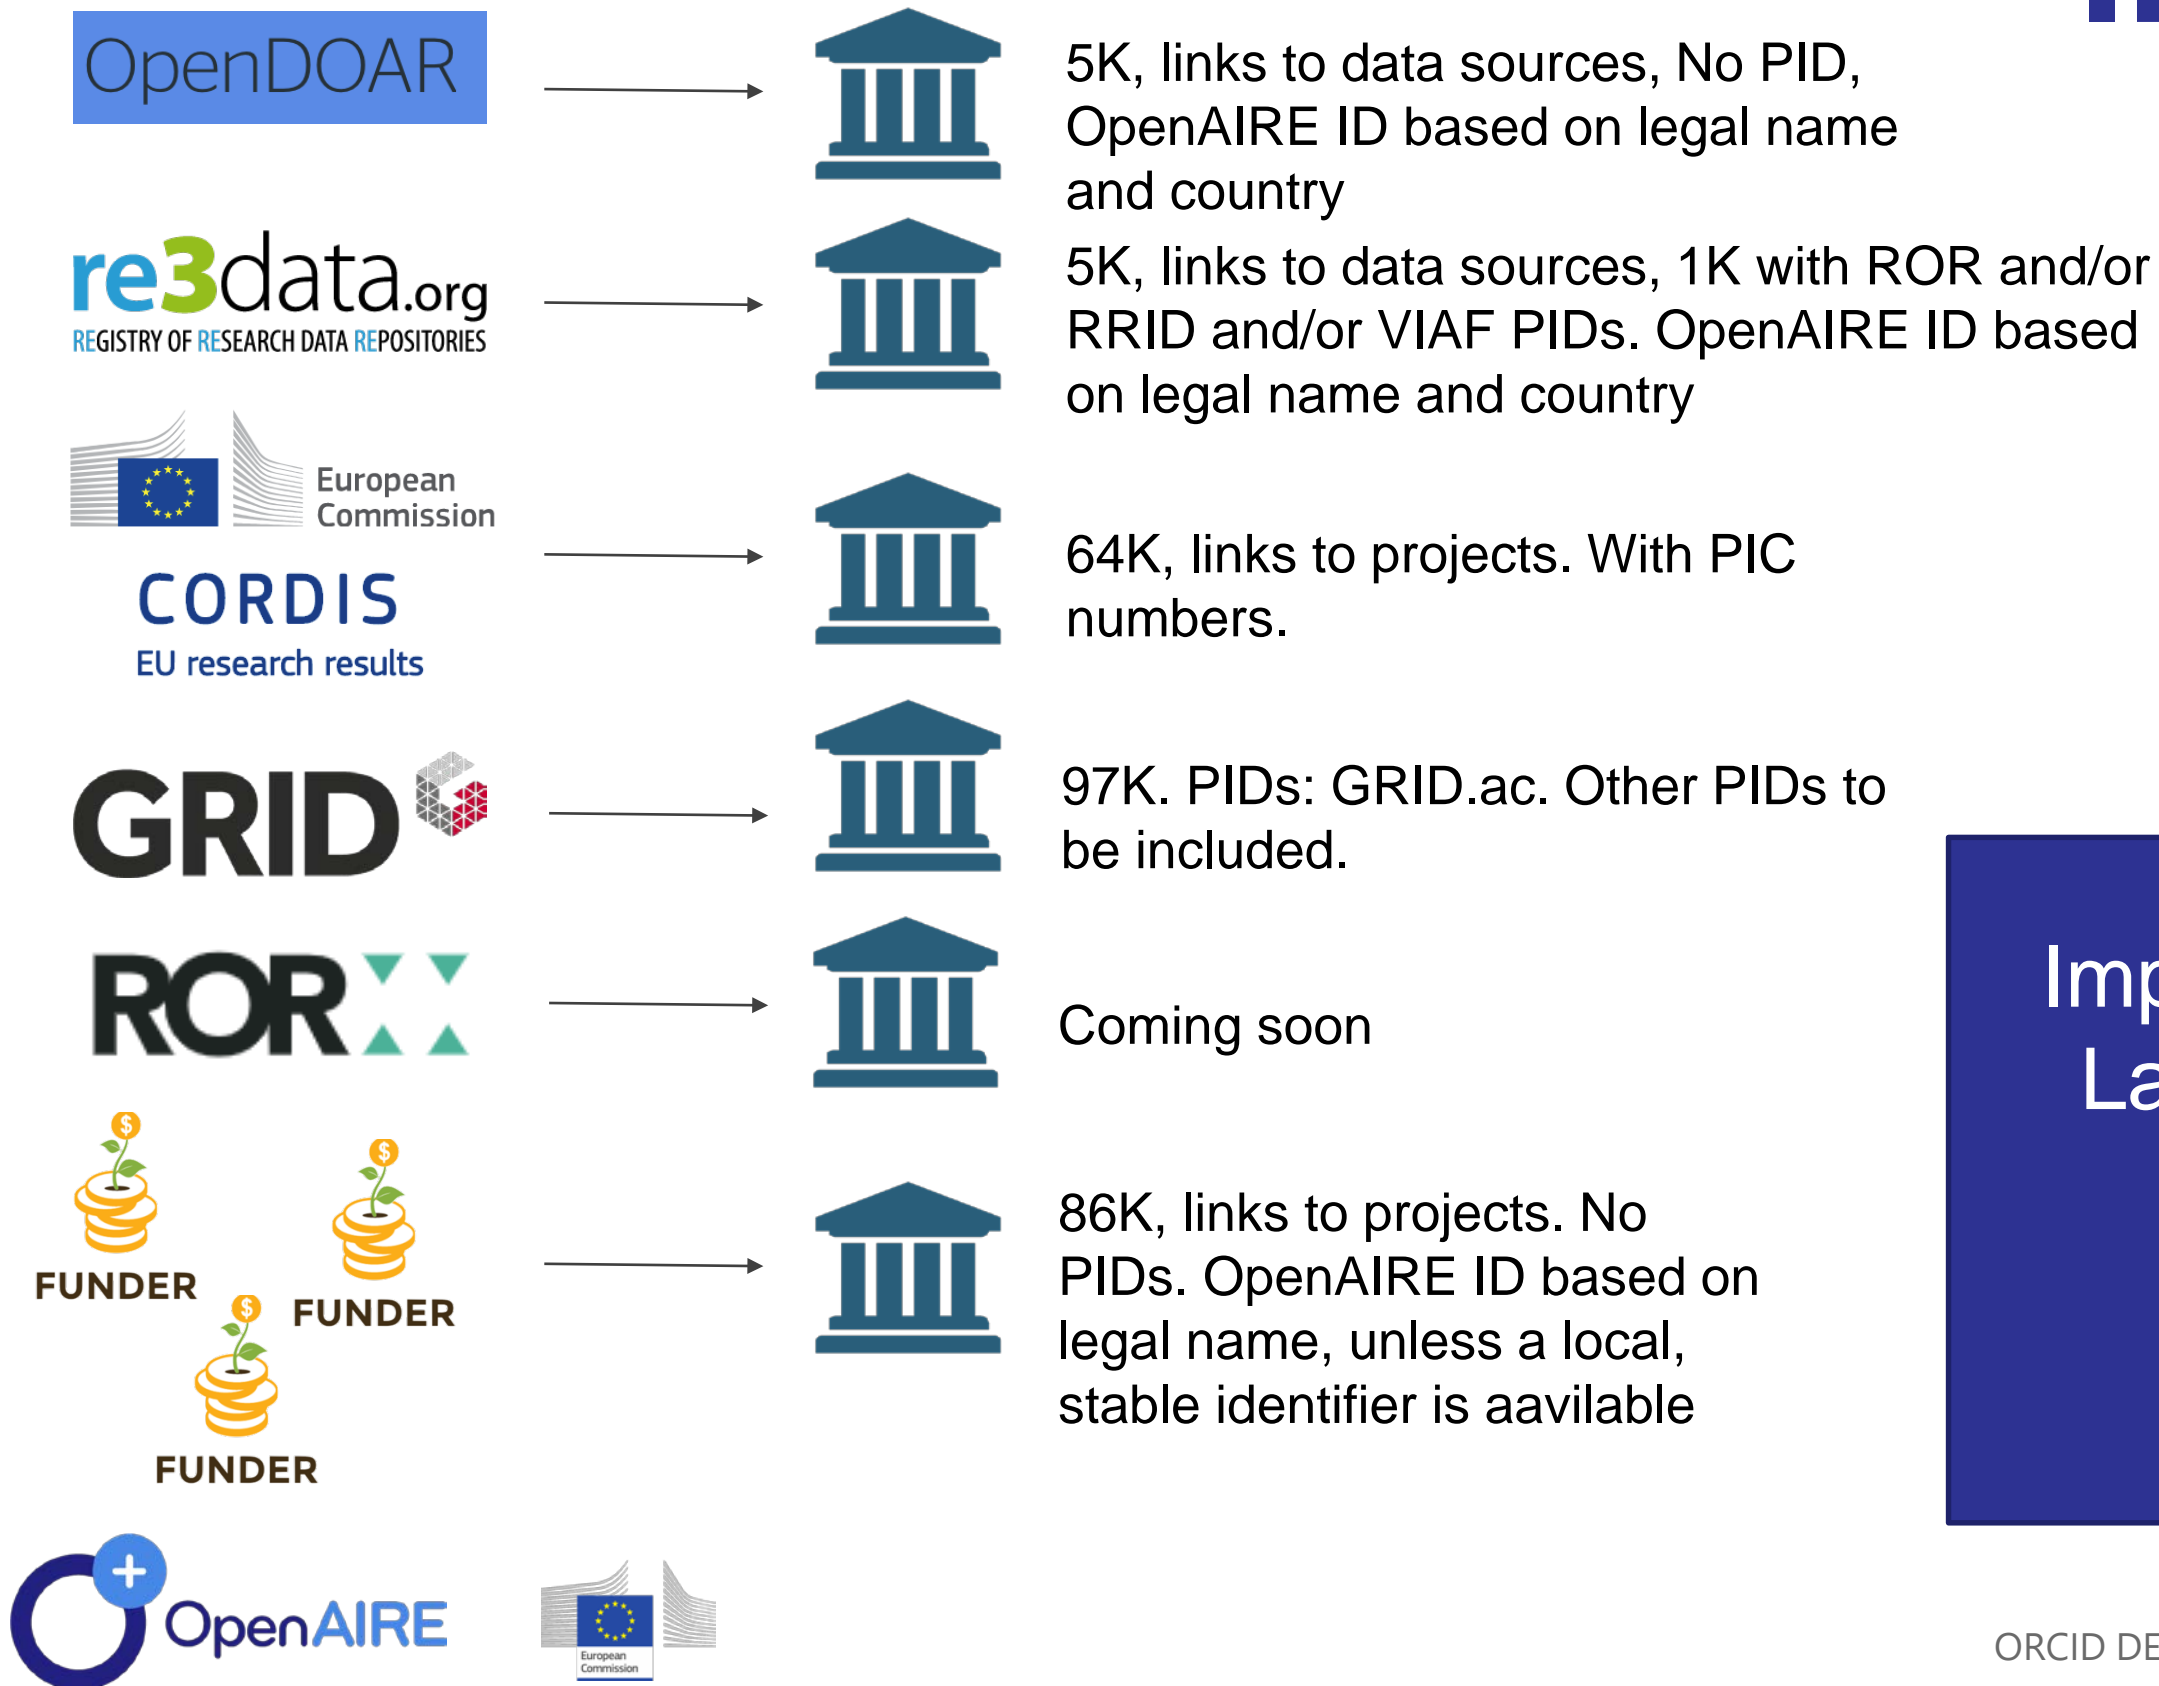 OpenDOAR
5K, links to data sources, No PID,
OpenAIRE ID based on legal name
and country
re3data.org
REGISTRY OF RESEARCH DATA REPOSITORIES
5K, links to data sources, 1K with ROR and/or
RRID and/or VIAF PIDs. OpenAIRE ID based
on legal name and country
European
Commission
CORDIS
EU research results
64K, links to projects. With PIC
numbers.
GRID
97K. PIDs: GRID.ac. Other PIDs to
be included.
ROR
Coming soon
FUNDER
FUNDER
FUNDER
86K, links to projects. No
PIDs. OpenAIRE ID based on
legal name, unless a local,
stable identifier is aavilable
OpenAIRE
European
Commission
ORCID DE